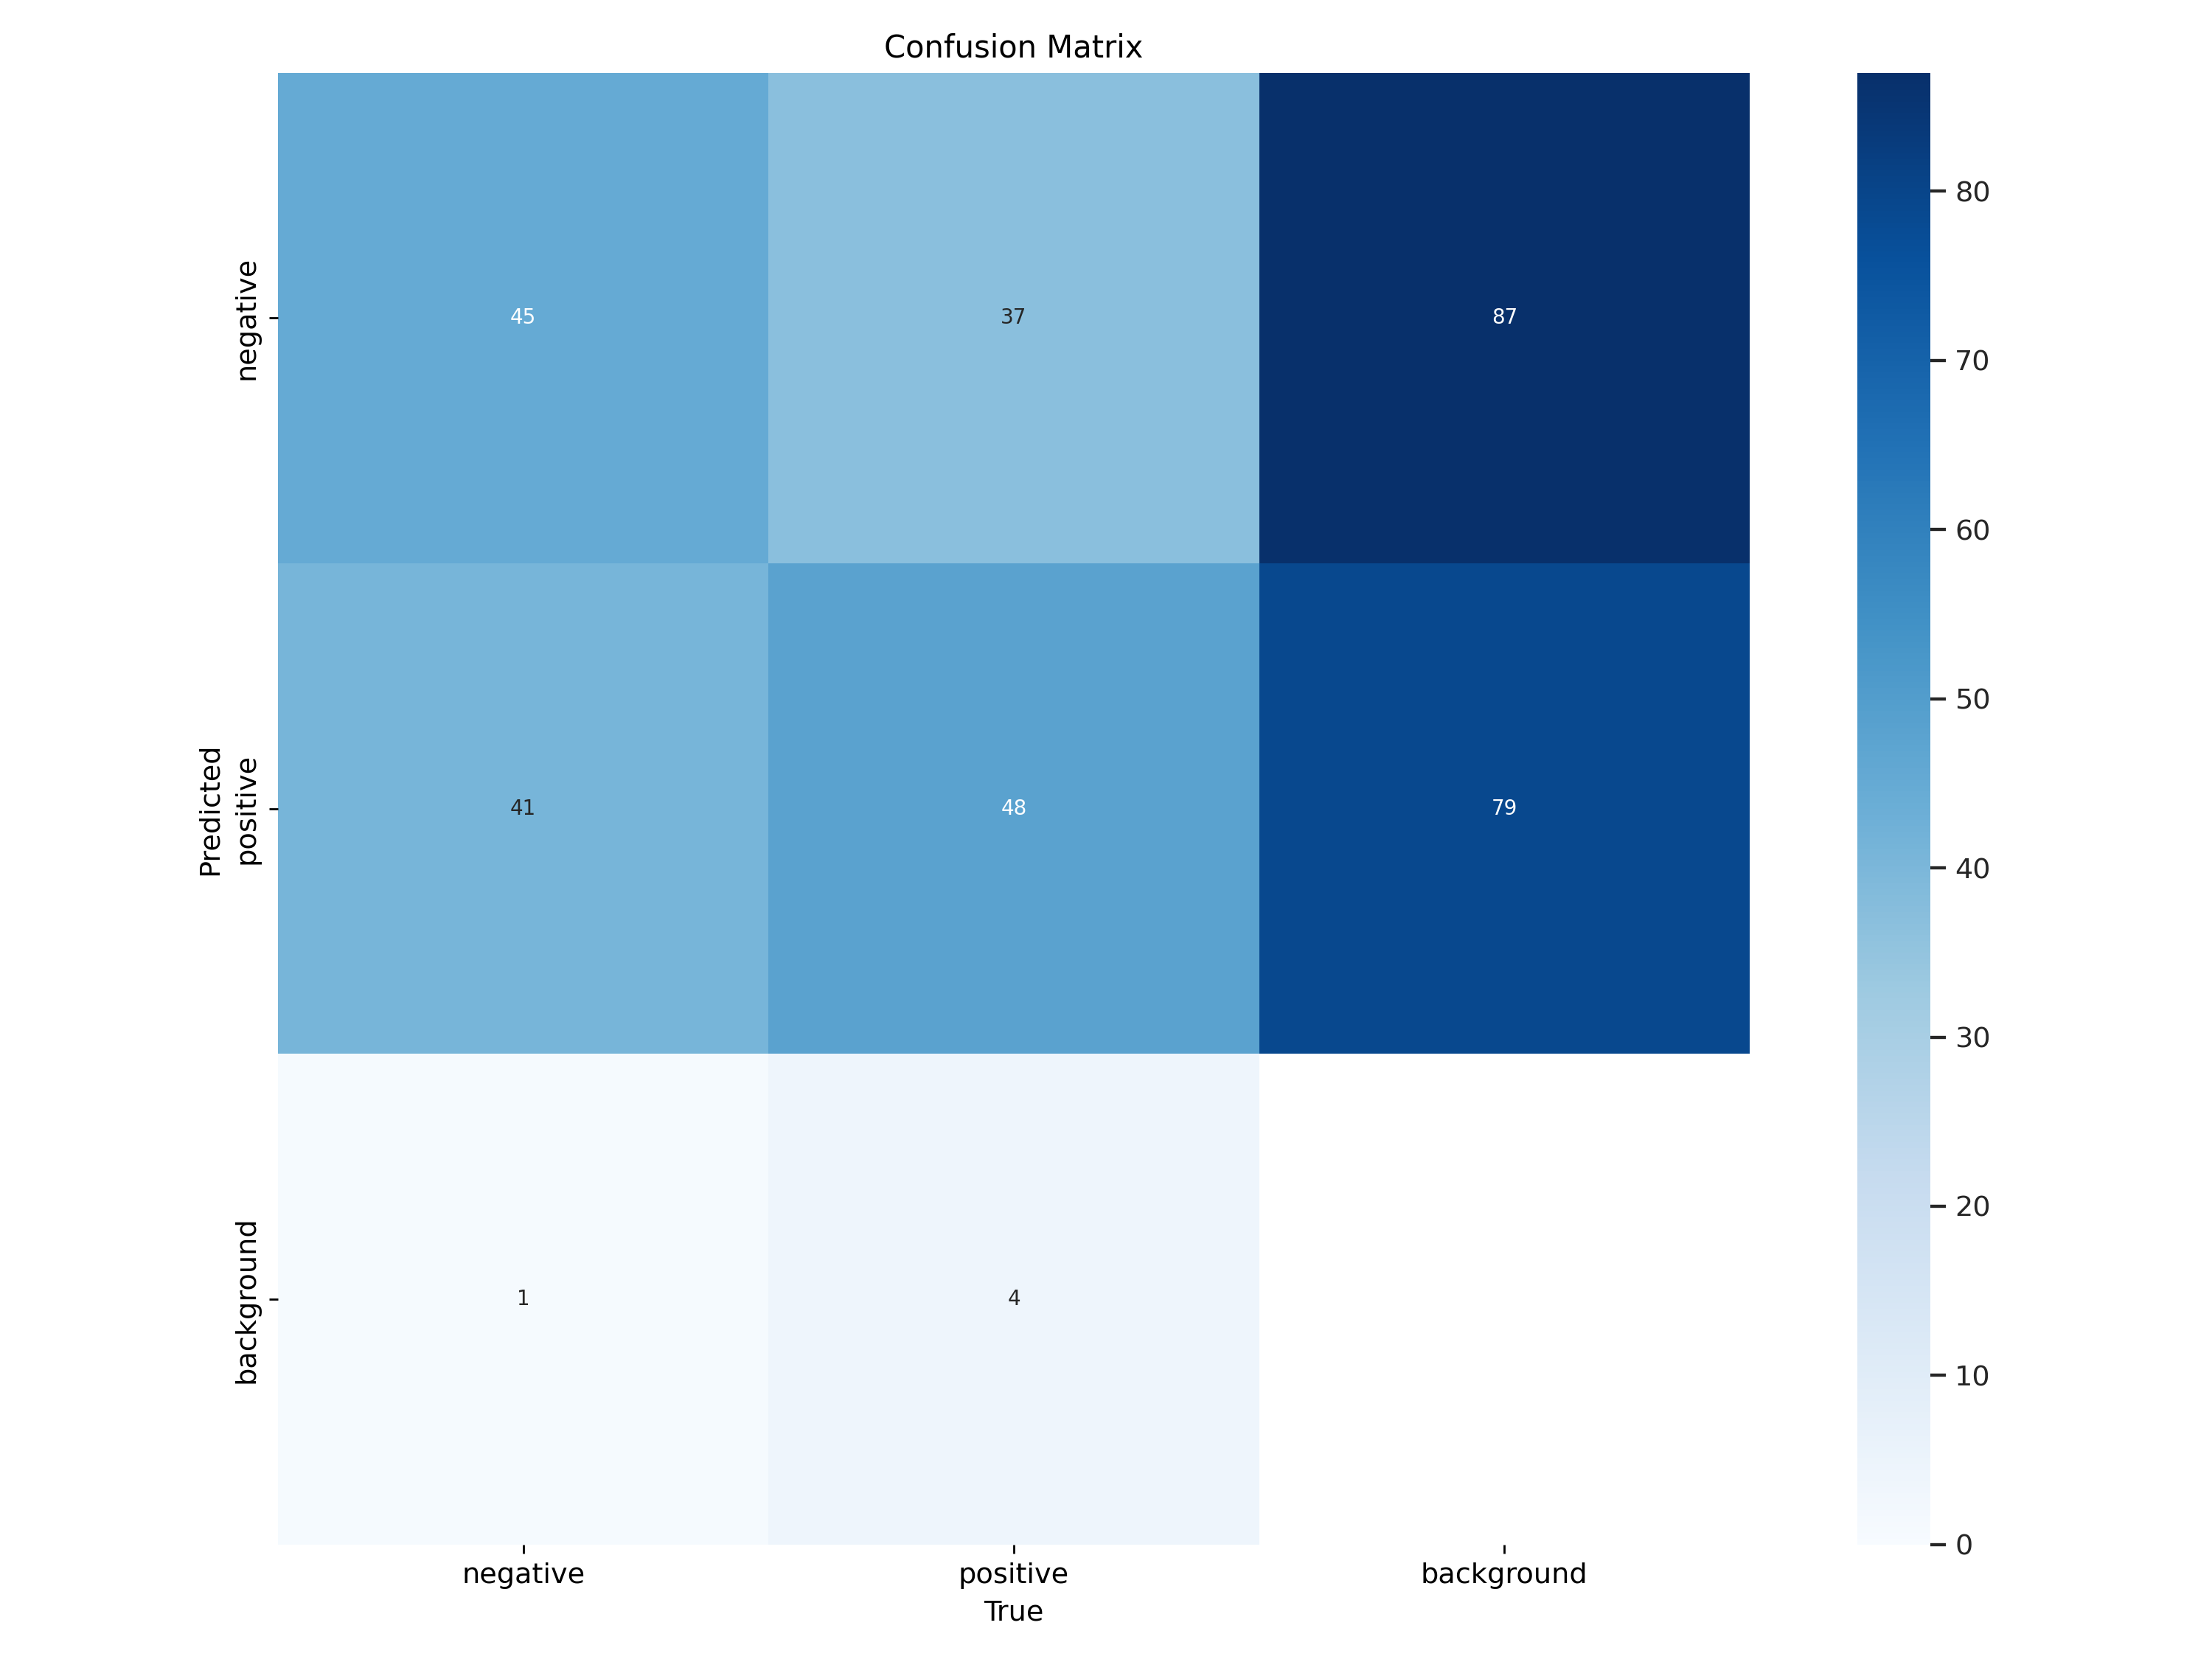 Confusion Matrix
negative
45 37 87
80
70
60
50
40
30
20
10
0
Predicted
positive
41 48 79
background
1 4
negative positive background
True